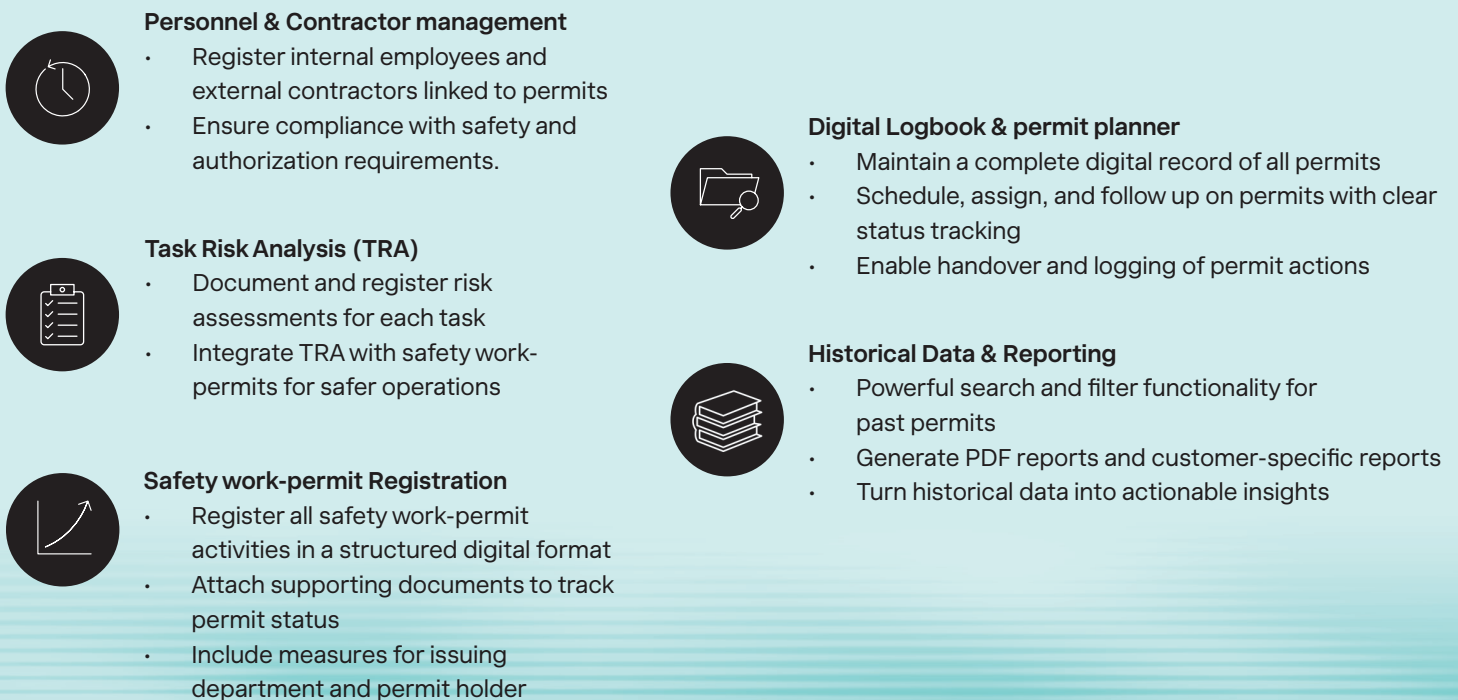 Personnel & Contractor management
• Register internal employees and
external contractors linked to permits
• Ensure compliance with safety and
authorization requirements.
Task Risk Analysis (TRA)
• Document and register risk
assessments for each task
• Integrate TRA with safety work-
permits for safer operations
Safety work-permit Registration
• Register all safety work-permit
activities in a structured digital format
• Attach supporting documents to track
permit status
• Include measures for issuing
department and permit holder
Digital Logbook & permit planner
• Maintain a complete digital record of all permits
• Schedule, assign, and follow up on permits with clear
status tracking
• Enable handover and logging of permit actions
Historical Data & Reporting
• Powerful search and filter functionality for
past permits
• Generate PDF reports and customer-specific reports
• Turn historical data into actionable insights